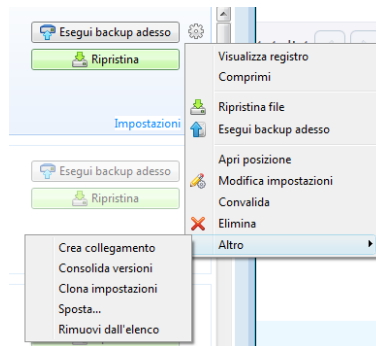 Esegui backup adesso
Ripristina
Impostazioni
Esegui backup adesso
Ripristina
Visualizza registro
Comprimi
Ripristina file
Esegui backup adesso
Apri posizione
Modifica impostazioni
Convalida
Elimina
Altro
Crea collegamento
Consolida versioni
Clona impostazioni
Sposta...
Rimuovi dall'elenco